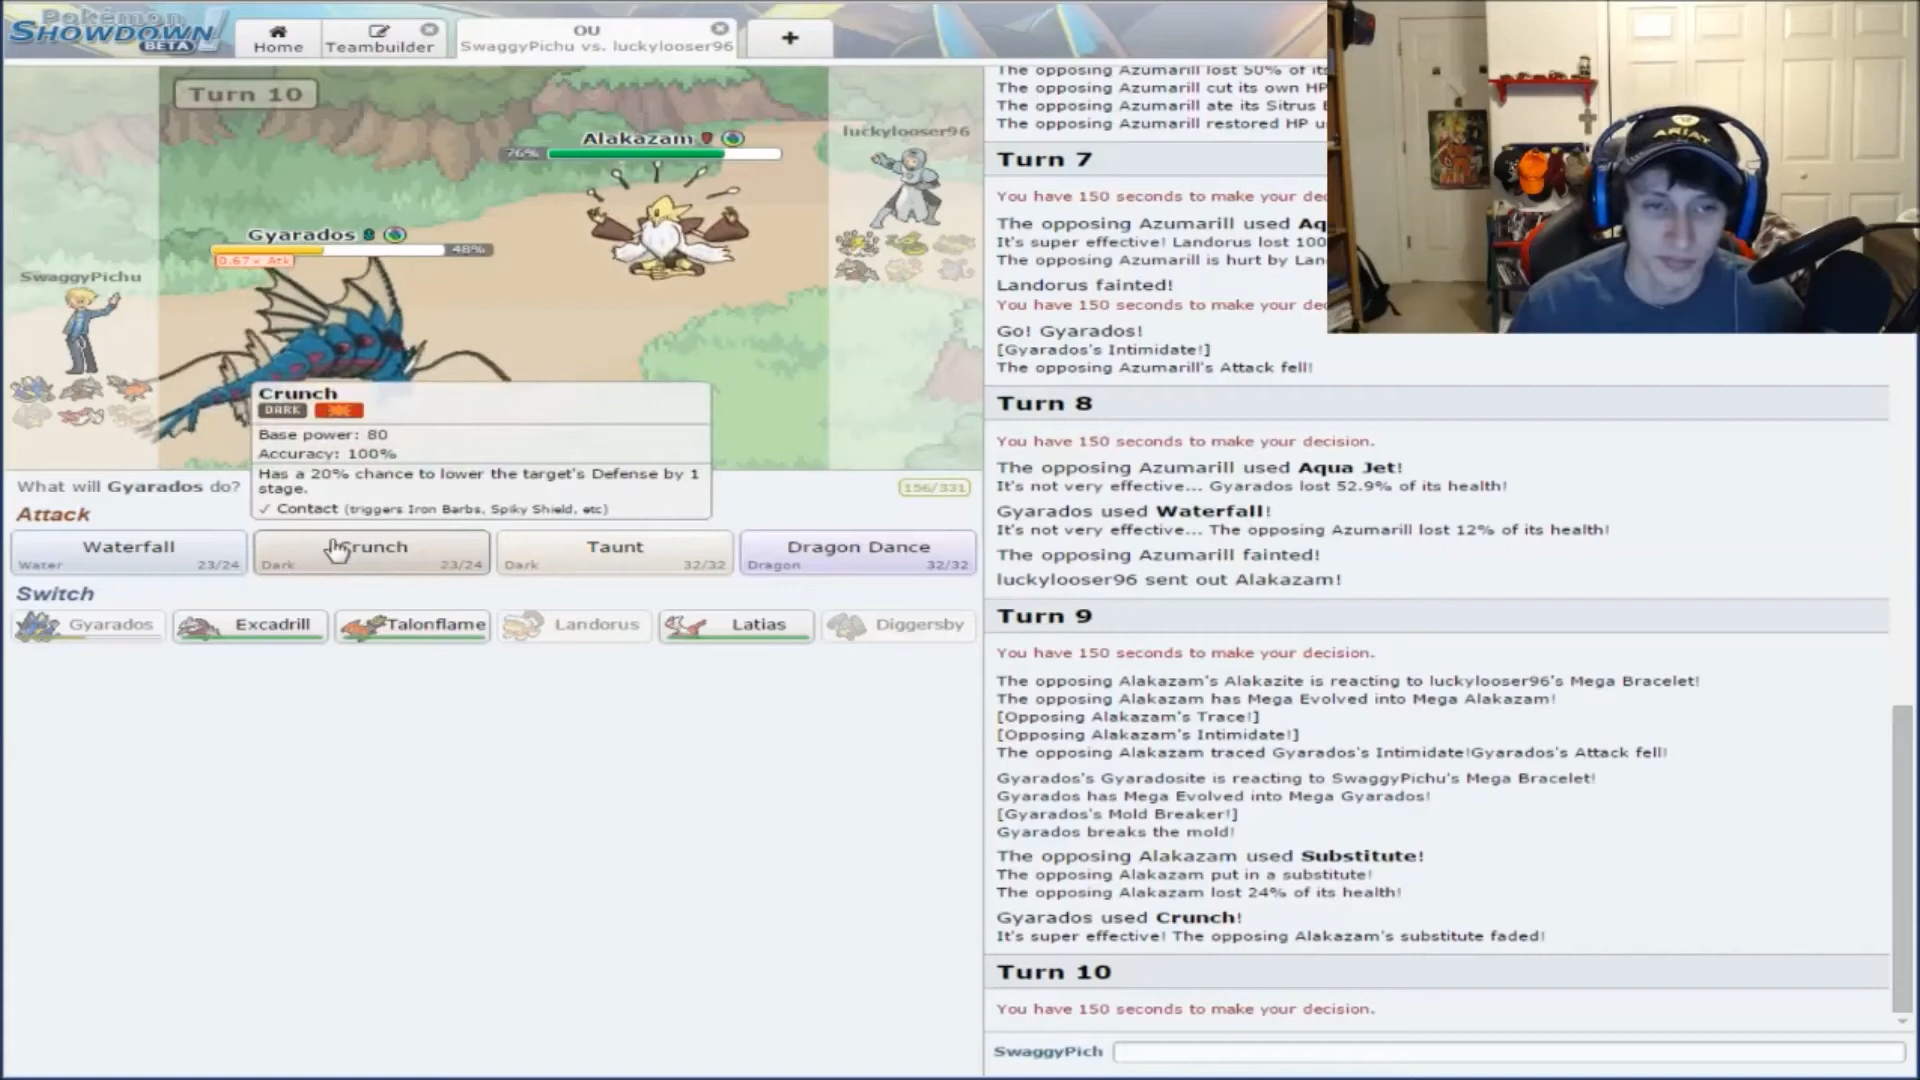 Pokémon
SHOWDOWN
BETA
Home
Teambuilder
OU
SwaggyPichu vs. luckylooser96
+
Turn 10
Alakazam
76%
luckylooser96
Gyarados
48%
0.67× Atk
SwaggyPichu
Crunch
DARK
Base power: 80
Accuracy: 100%
Has a 20% chance to lower the target's Defense by 1
stage.
✓ Contact (triggers Iron Barbs, Spiky Shield, etc)
What will Gyarados do?
156/331
Attack
Waterfall
Water 23/24
Crunch
Dark 23/24
Taunt
Dark 32/32
Dragon Dance
Dragon 32/32
Switch
Gyarados
Excadrill
Talonflame
Landorus
Latias
Diggersby
The opposing Azumarill lost 50% of its
The opposing Azumarill cut its own HP
The opposing Azumarill ate its Sitrus
The opposing Azumarill restored HP
Turn 7
You have 150 seconds to make your
The opposing Azumarill used Aq
It's super effective! Landorus lost 100
The opposing Azumarill is hurt by Lan
Landorus fainted!
You have 150 seconds to make your
Go! Gyarados!
[Gyarados's Intimidate!]
The opposing Azumarill's Attack fell!
Turn 8
You have 150 seconds to make your decision.
The opposing Azumarill used Aqua Jet!
It's not very effective... Gyarados lost 52.9% of its health!
Gyarados used Waterfall!
It's not very effective... The opposing Azumarill lost 12% of its health!
The opposing Azumarill fainted!
luckylooser96 sent out Alakazam!
Turn 9
You have 150 seconds to make your decision.
The opposing Alakazam's Alakazite is reacting to luckylooser96's Mega Bracelet!
The opposing Alakazam has Mega Evolved into Mega Alakazam!
[Opposing Alakazam's Trace!]
[Opposing Alakazam's Intimidate!]
The opposing Alakazam traced Gyarados's Intimidate!Gyarados's Attack fell!
Gyarados's Gyaradosite is reacting to SwaggyPichu's Mega Bracelet!
Gyarados has Mega Evolved into Mega Gyarados!
[Gyarados's Mold Breaker!]
Gyarados breaks the mold!
The opposing Alakazam used Substitute!
The opposing Alakazam put in a substitute!
The opposing Alakazam lost 24% of its health!
Gyarados used Crunch!
It's super effective! The opposing Alakazam's substitute faded!
Turn 10
You have 150 seconds to make your decision.
SwaggyPich
ARIAT